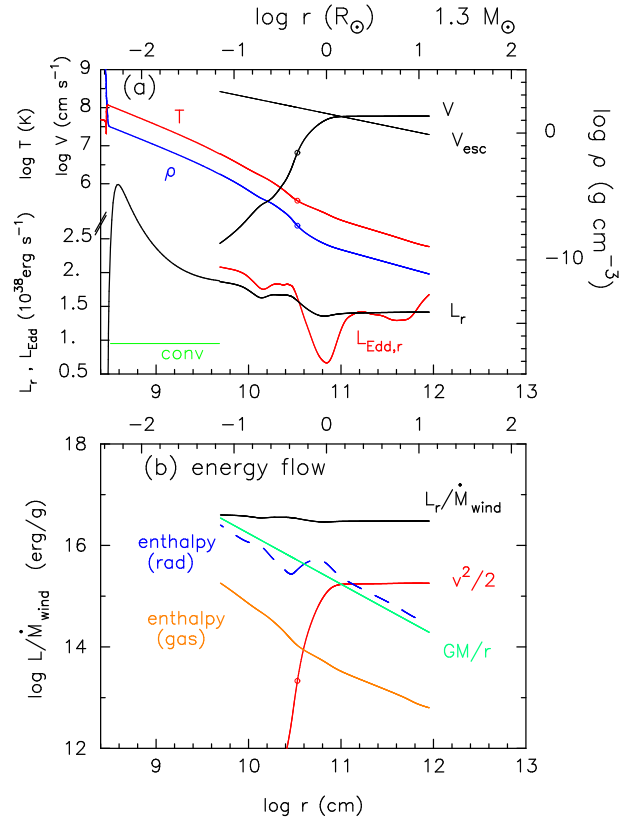 log r (R⊙) 1.3 M⊙
−2 −1 0 1 2
(a)
log T (K)
log V (cm s⁻¹)
9
8
7
6
2.5
2
1.5
1.
0.5
L_r , L_Edd (10³⁸erg s⁻¹)
T
ρ
V
V_esc
L_r
L_Edd,r
conv
0
−10
log ρ (g cm⁻³)
9 10 11 12 13
−2 −1 0 1 2
(b) energy flow
18
16
14
12
log L/Ṁ_wind (erg/g)
L_r/Ṁ_wind
enthalpy
(rad)
v²/2
enthalpy
(gas)
GM/r
9 10 11 12 13
log r (cm)